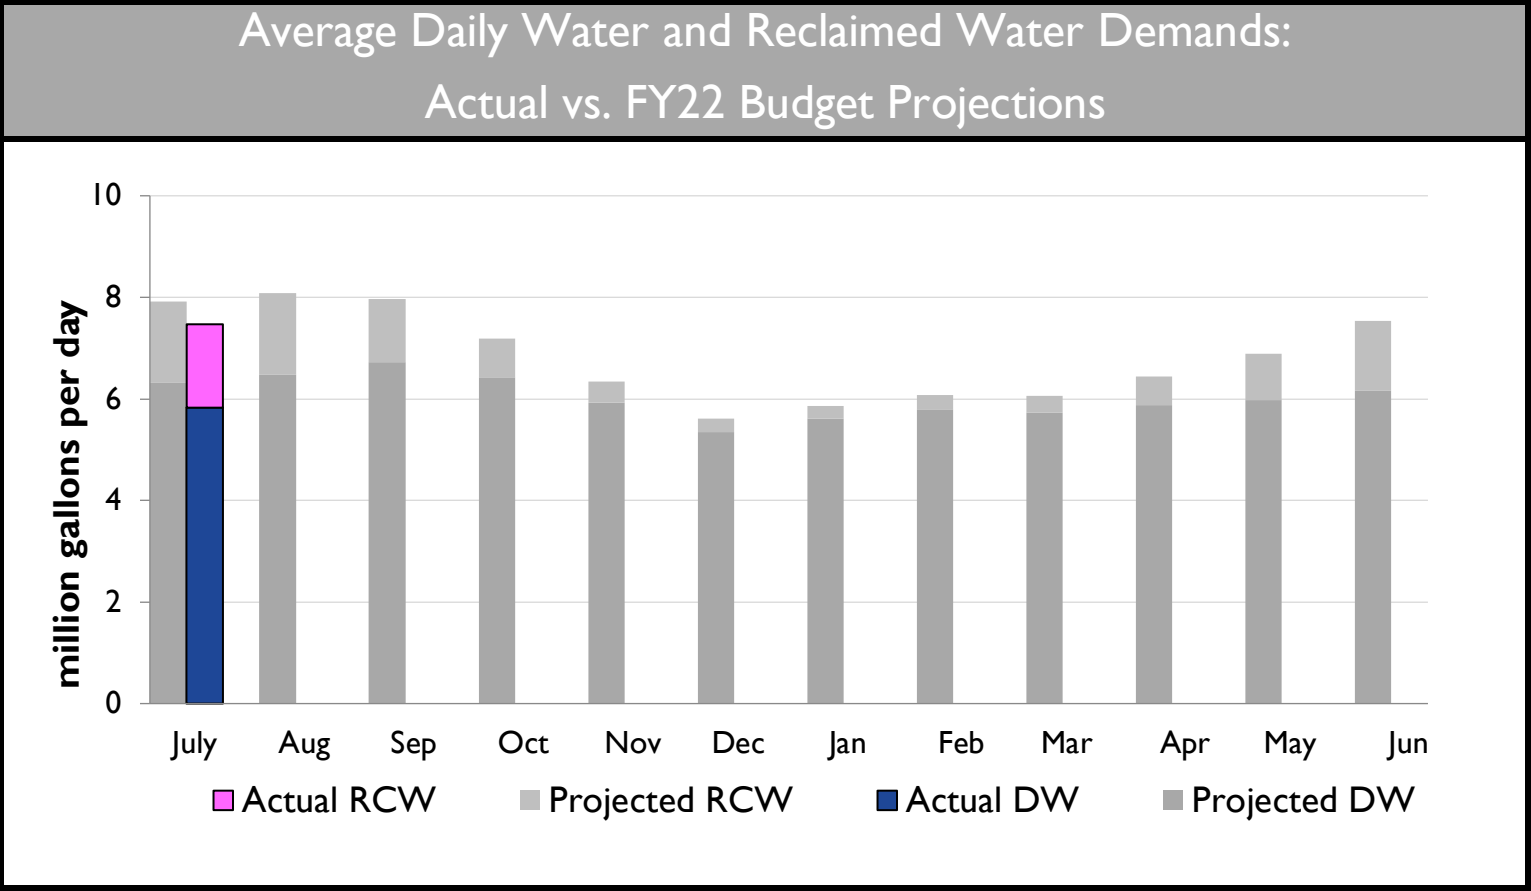 Average Daily Water and Reclaimed Water Demands:
Actual vs. FY22 Budget Projections
million gallons per day
10
8
6
4
2
0
July Aug Sep Oct Nov Dec Jan Feb Mar Apr May Jun
Actual RCW Projected RCW Actual DW Projected DW